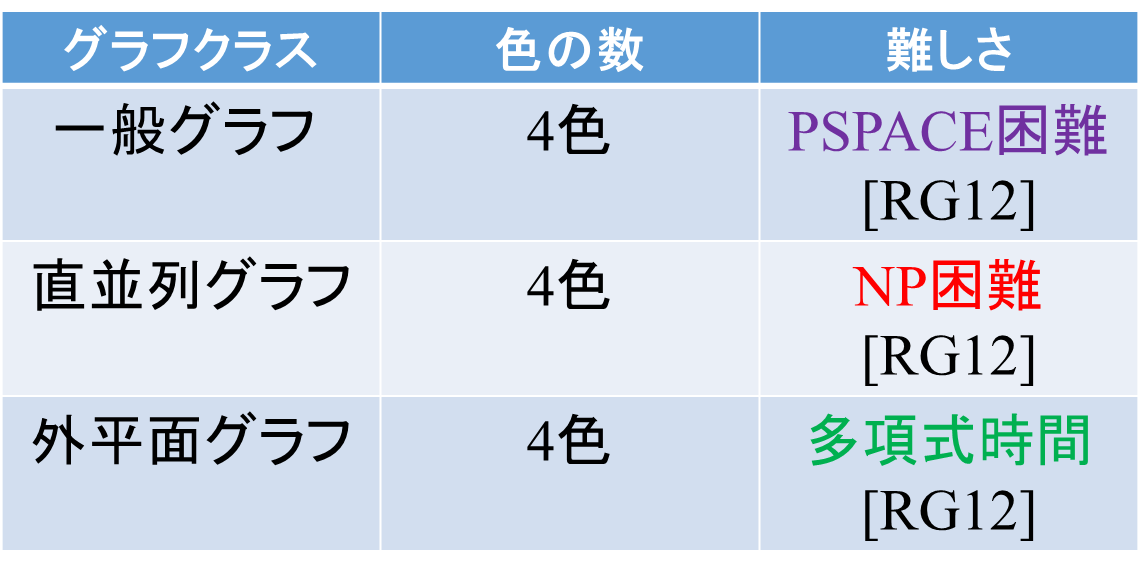 グラフクラス 色の数 難しさ
一般グラフ 4色 PSPACE困難
[RG12]
直並列グラフ 4色 NP困難
[RG12]
外平面グラフ 4色 多項式時間
[RG12]